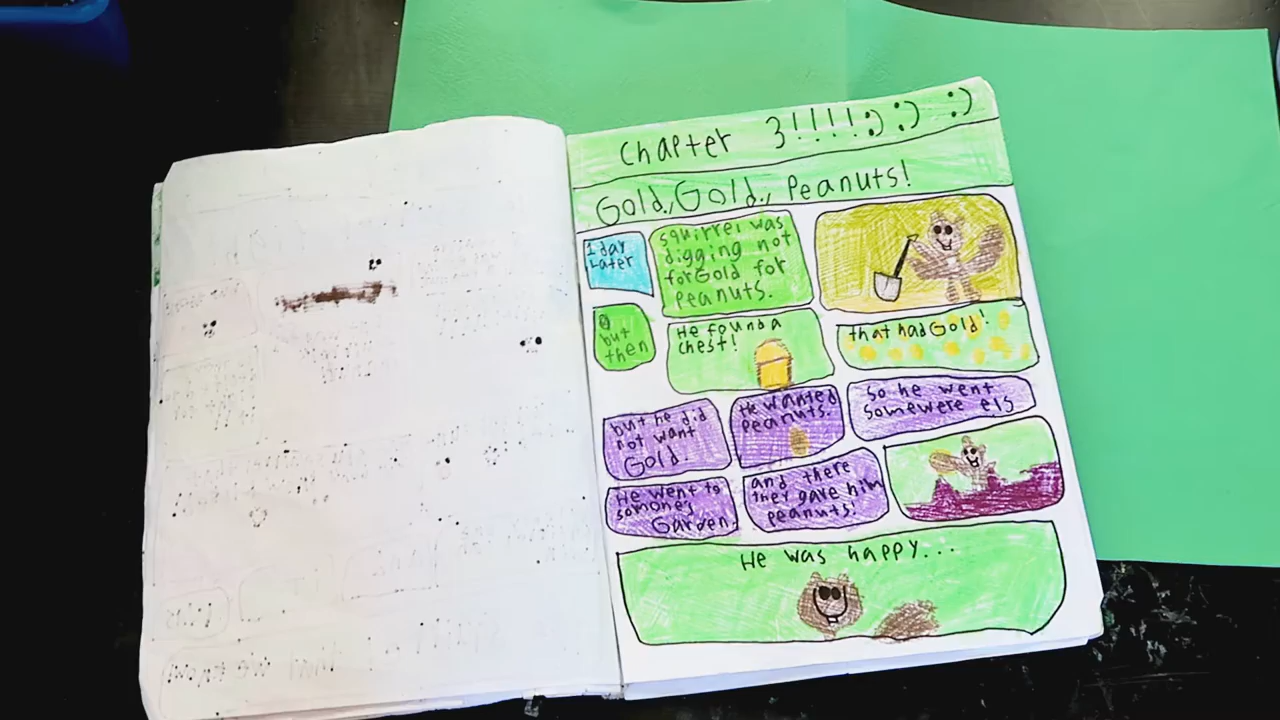 Chapter 3!!!!:) :) :)
Gold, Gold, Peanuts!
1 day
Later
squirrel was
digging not
for Gold for
Peanuts.
but
then
He found a
chest!
that had Gold!
but he did
not want
Gold
He wanted
Peanuts.
So he went
somewere els
He went to
somones
Garden.
and there
they gave him
peanuts!
He was happy...